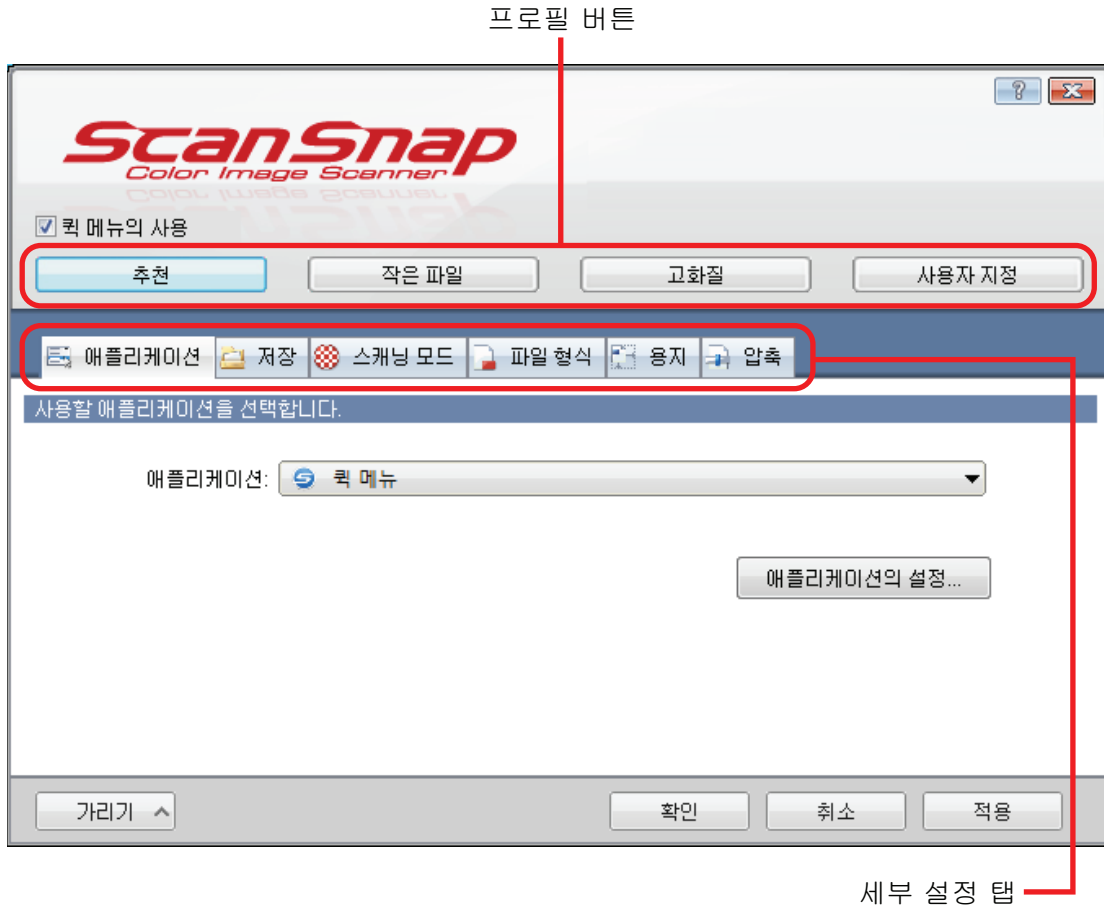 프로필 버튼
?
ScanSnap
Color Image Scanner
퀵 메뉴의 사용
추천 작은 파일 고화질 사용자 지정
애플리케이션 저장 스캐닝 모드 파일 형식 용지 압축
사용할 애플리케이션을 선택합니다.
애플리케이션: 퀵 메뉴
애플리케이션의 설정...
가리기 확인 취소 적용
세부 설정 탭